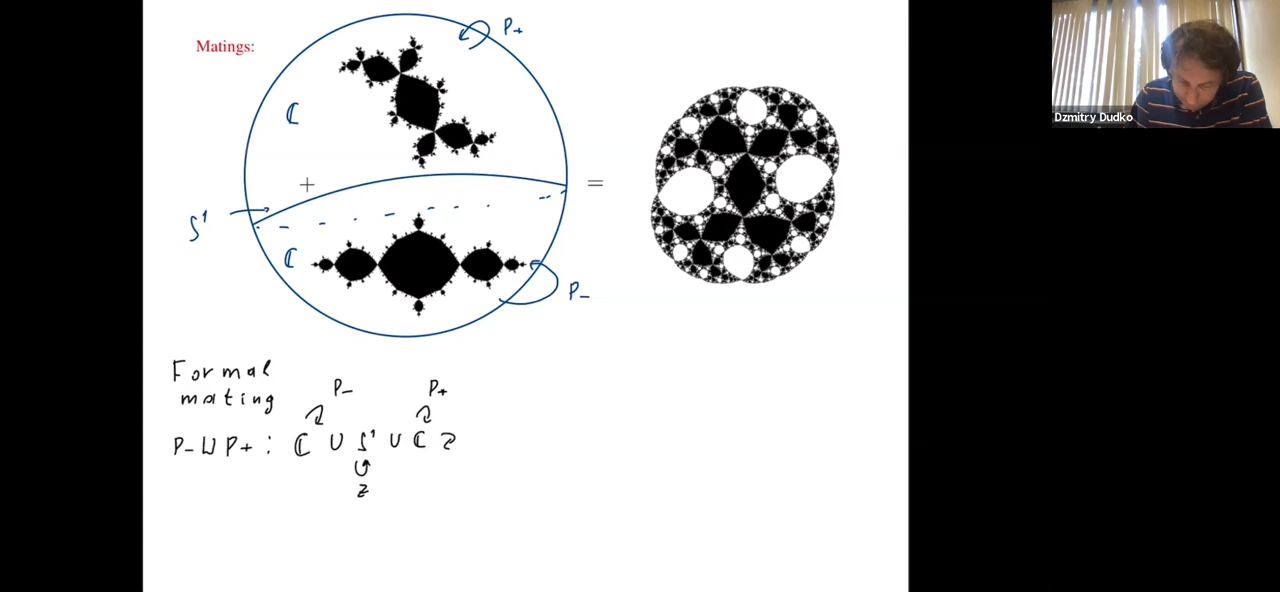 Matings:
P+
ℂ
+
=
S¹
ℂ
P-
Formal
mating
P- P+
P- ⊔ P+ : ℂ ∪ S¹ ∪ ℂ
z
Dzmitry Dudko